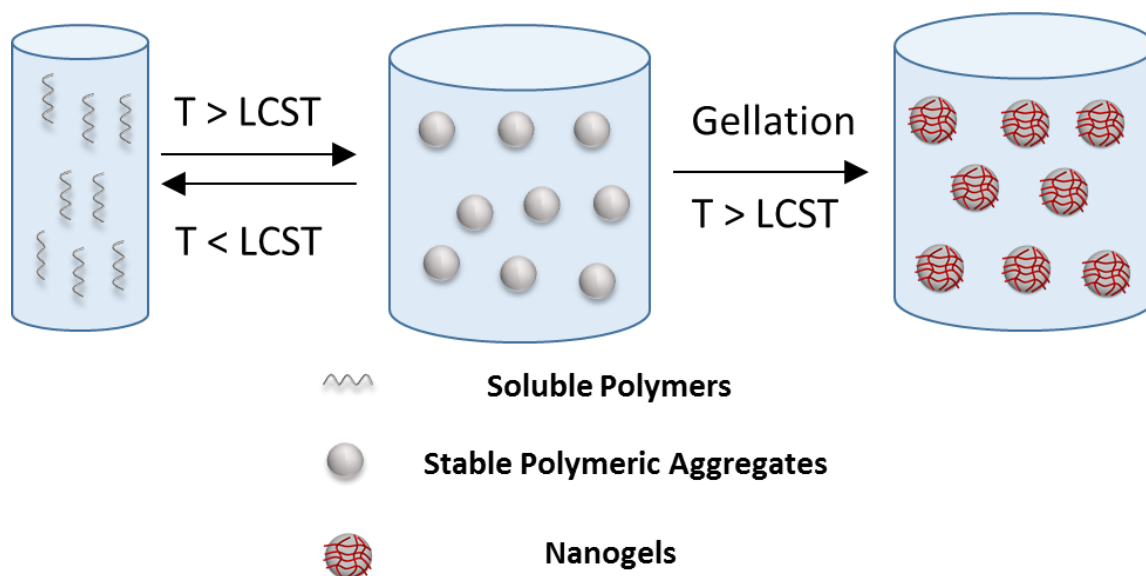 T > LCST
T < LCST
Gellation
T > LCST
Soluble Polymers
Stable Polymeric Aggregates
Nanogels